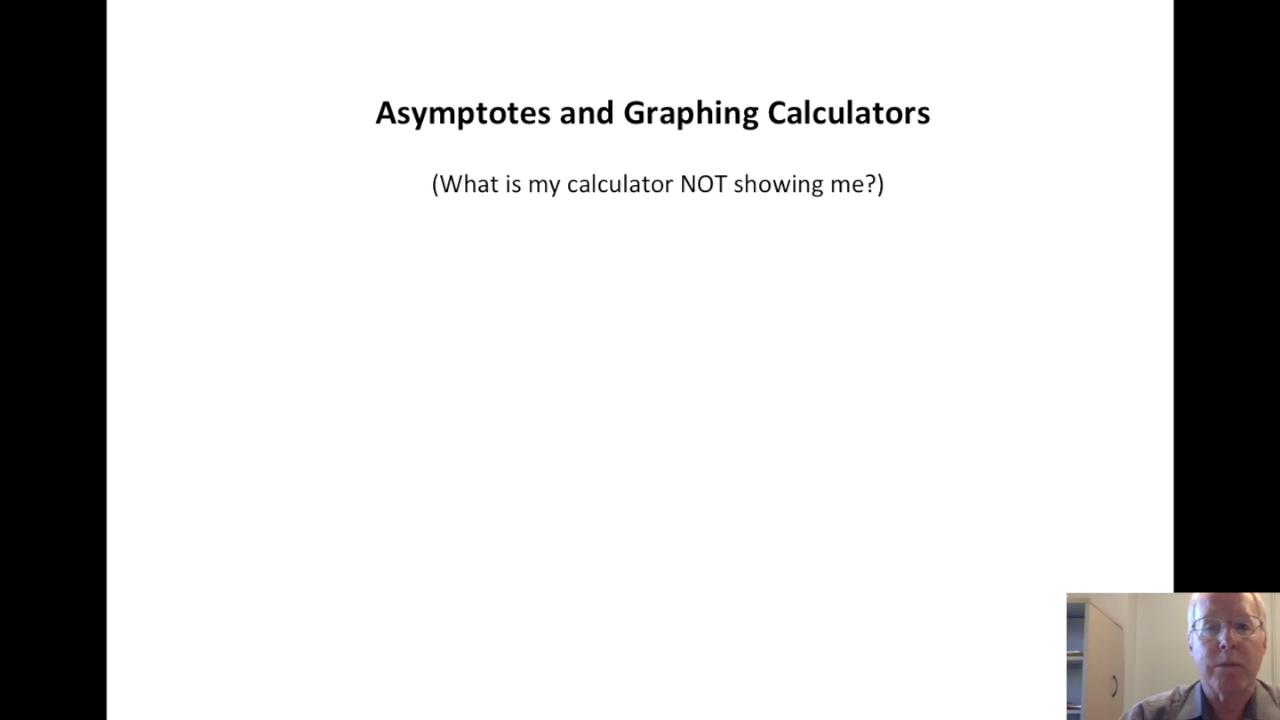 Asymptotes and Graphing Calculators
(What is my calculator NOT showing me?)